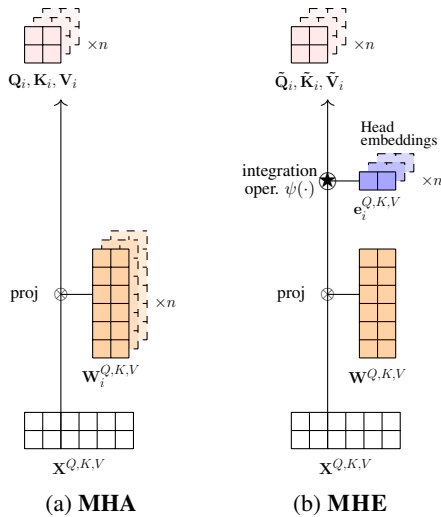 ×n
Q_i, K_i, V_i
proj
×n
W_i^{Q,K,V}
X^{Q,K,V}
(a) MHA
×n
Q̃_i, K̃_i, Ṽ_i
Head
embeddings
integration
oper. ψ(·)
×n
e_i^{Q,K,V}
proj
W^{Q,K,V}
X^{Q,K,V}
(b) MHE